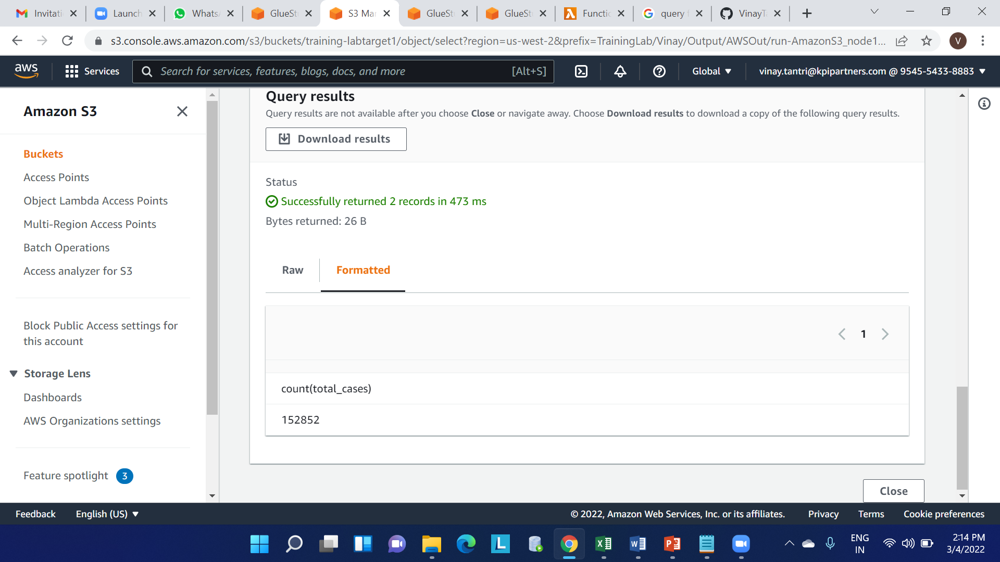 Invitati
Launch
Whats
GlueSt
S3 Ma
GlueSt
GlueSt
Functio
query f
VinayT
s3.console.aws.amazon.com/s3/buckets/training-labtarget1/object/select?region=us-west-2&prefix=TrainingLab/Vinay/Output/AWSOut/run-AmazonS3_node1...
V
aws
Services
Search for services, features, blogs, docs, and more
[Alt+S]
Global
vinay.tantri@kpipartners.com @ 9545-5433-8883
Amazon S3
Buckets
Access Points
Object Lambda Access Points
Multi-Region Access Points
Batch Operations
Access analyzer for S3
Block Public Access settings for
this account
Storage Lens
Dashboards
AWS Organizations settings
Feature spotlight 3
Query results
Query results are not available after you choose Close or navigate away. Choose Download results to download a copy of the following query results.
Download results
Status
Successfully returned 2 records in 473 ms
Bytes returned: 26 B
Raw
Formatted
1
count(total_cases)
152852
Close
Feedback
English (US)
© 2022, Amazon Web Services, Inc. or its affiliates.
Privacy
Terms
Cookie preferences
L
X
W
P
ENG
IN
2:14 PM
3/4/2022